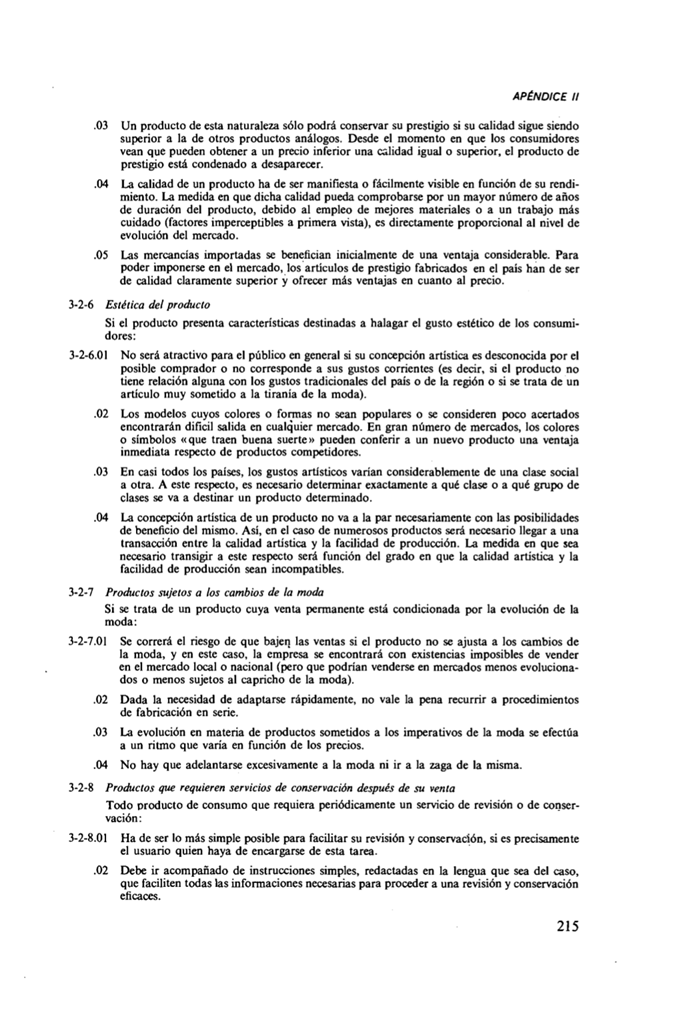 APÉNDICE II
.03 Un producto de esta naturaleza sólo podrá conservar su prestigio si su calidad sigue siendo
superior a la de otros productos análogos. Desde el momento en que los consumidores
vean que pueden obtener a un precio inferior una calidad igual o superior, el producto de
prestigio está condenado a desaparecer.
.04 La calidad de un producto ha de ser manifiesta o fácilmente visible en función de su rendi-
miento. La medida en que dicha calidad pueda comprobarse por un mayor número de años
de duración del producto, debido al empleo de mejores materiales o a un trabajo más
cuidado (factores imperceptibles a primera vista), es directamente proporcional al nivel de
evolución del mercado.
.05 Las mercancías importadas se benefician inicialmente de una ventaja considerable. Para
poder imponerse en el mercado, los artículos de prestigio fabricados en el país han de ser
de calidad claramente superior y ofrecer más ventajas en cuanto al precio.
3-2-6 Estética del producto
Si el producto presenta características destinadas a halagar el gusto estético de los consumi-
dores:
3-2-6.01 No será atractivo para el público en general si su concepción artística es desconocida por el
posible comprador o no corresponde a sus gustos corrientes (es decir, si el producto no
tiene relación alguna con los gustos tradicionales del país o de la región o si se trata de un
artículo muy sometido a la tiranía de la moda).
.02 Los modelos cuyos colores o formas no sean populares o se consideren poco acertados
encontrarán difícil salida en cualquier mercado. En gran número de mercados, los colores
o símbolos «que traen buena suerte» pueden conferir a un nuevo producto una ventaja
inmediata respecto de productos competidores.
.03 En casi todos los países, los gustos artísticos varían considerablemente de una clase social
a otra. A este respecto, es necesario determinar exactamente a qué clase o a qué grupo de
clases se va a destinar un producto determinado.
.04 La concepción artística de un producto no va a la par necesariamente con las posibilidades
de beneficio del mismo. Así, en el caso de numerosos productos será necesario llegar a una
transacción entre la calidad artística y la facilidad de producción. La medida en que sea
necesario transigir a este respecto será función del grado en que la calidad artística y la
facilidad de producción sean incompatibles.
3-2-7 Productos sujetos a los cambios de la moda
Si se trata de un producto cuya venta permanente está condicionada por la evolución de la
moda:
3-2-7.01 Se correrá el riesgo de que bajen las ventas si el producto no se ajusta a los cambios de
la moda, y en este caso, la empresa se encontrará con existencias imposibles de vender
en el mercado local o nacional (pero que podrían venderse en mercados menos evoluciona-
dos o menos sujetos al capricho de la moda).
.02 Dada la necesidad de adaptarse rápidamente, no vale la pena recurrir a procedimientos
de fabricación en serie.
.03 La evolución en materia de productos sometidos a los imperativos de la moda se efectúa
a un ritmo que varía en función de los precios.
.04 No hay que adelantarse excesivamente a la moda ni ir a la zaga de la misma.
3-2-8 Productos que requieren servicios de conservación después de su venta
Todo producto de consumo que requiera periódicamente un servicio de revisión o de conser-
vación:
3-2-8.01 Ha de ser lo más simple posible para facilitar su revisión y conservación, si es precisamente
el usuario quien haya de encargarse de esta tarea.
.02 Debe ir acompañado de instrucciones simples, redactadas en la lengua que sea del caso,
que faciliten todas las informaciones necesarias para proceder a una revisión y conservación
eficaces.
215